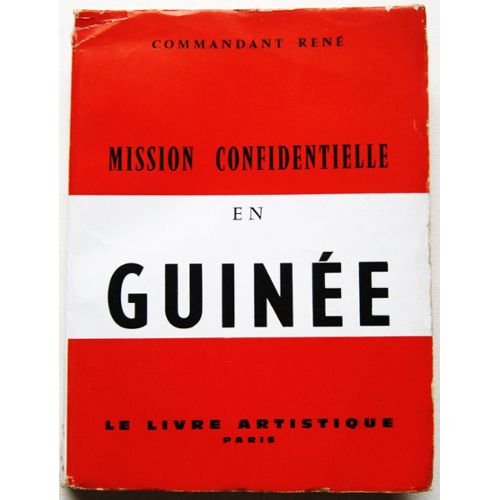 COMMANDANT RENÉ
MISSION CONFIDENTIELLE
EN
GUINÉE
LE LIVRE ARTISTIQUE
PARIS